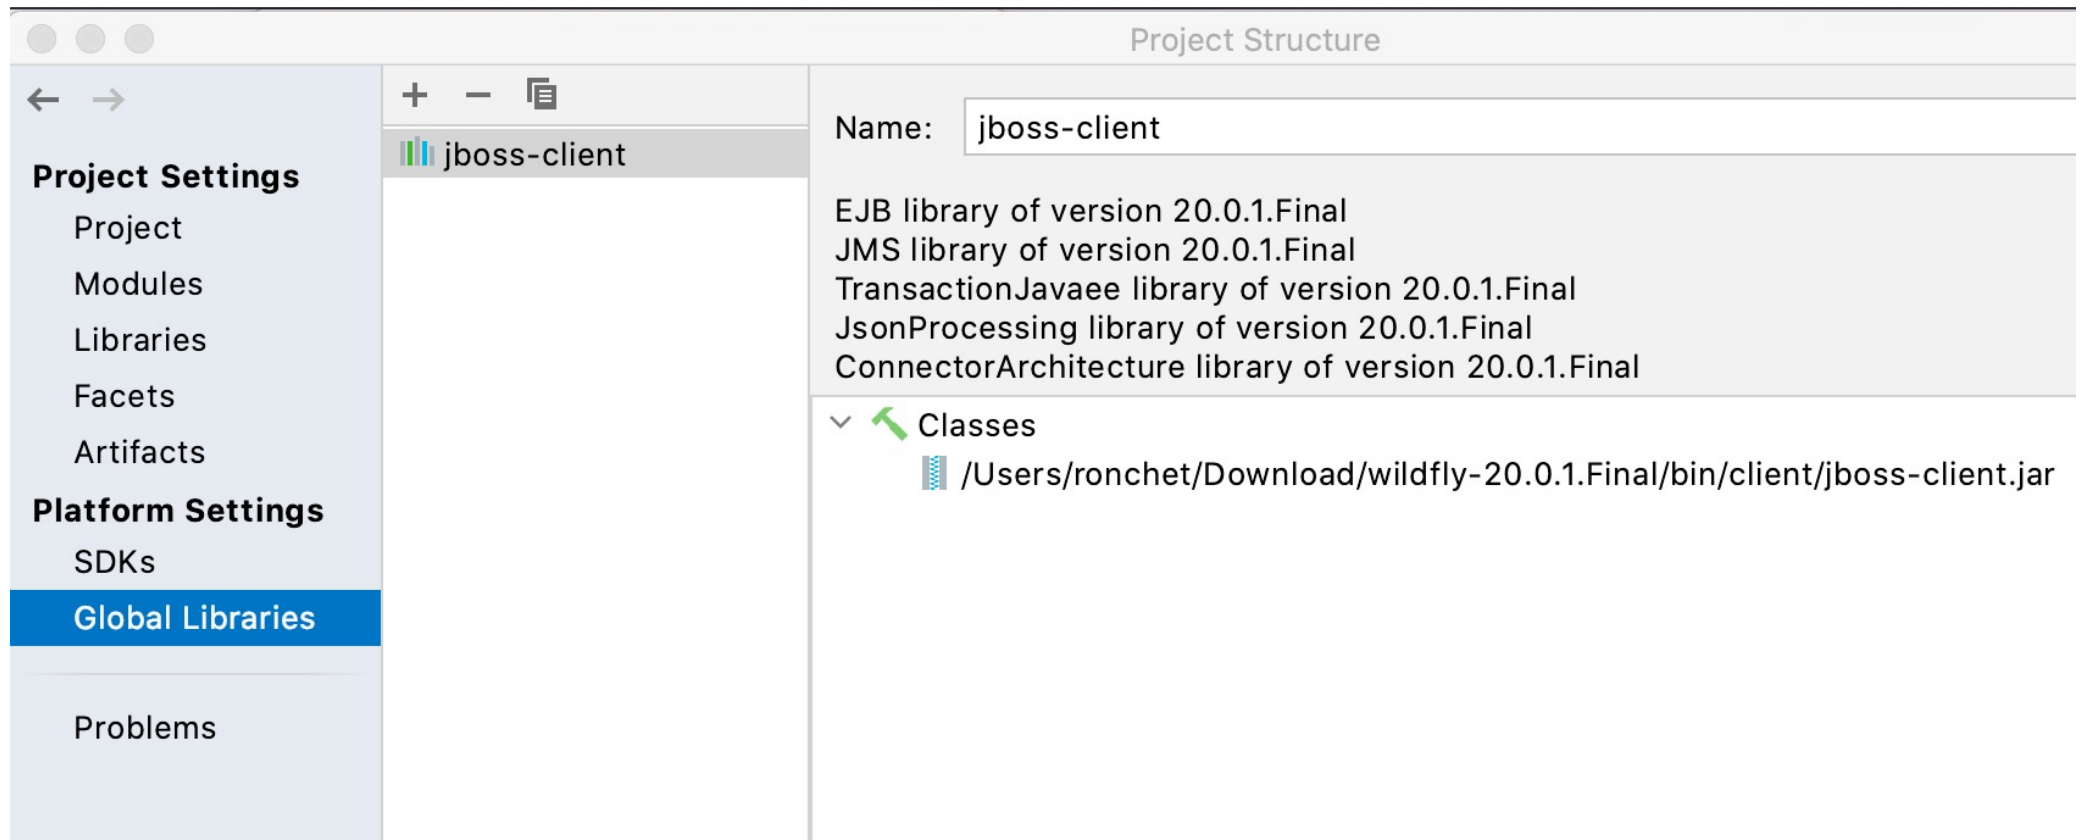 Project Structure
Project Settings
Project
Modules
Libraries
Facets
Artifacts
Platform Settings
SDKs
Global Libraries
Problems
jboss-client
Name: jboss-client
EJB library of version 20.0.1.Final
JMS library of version 20.0.1.Final
TransactionJavaee library of version 20.0.1.Final
JsonProcessing library of version 20.0.1.Final
ConnectorArchitecture library of version 20.0.1.Final
Classes
/Users/ronchet/Download/wildfly-20.0.1.Final/bin/client/jboss-client.jar